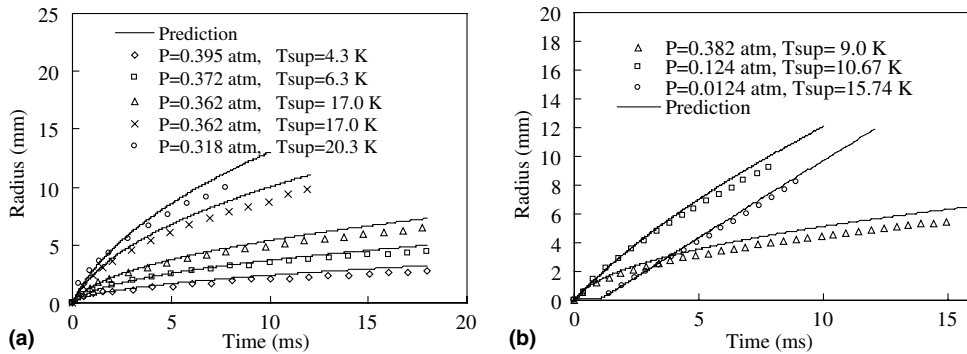 (a)
25
20
15
10
5
0
Radius (mm)
Prediction
P=0.395 atm, Tsup=4.3 K
P=0.372 atm, Tsup=6.3 K
P=0.362 atm, Tsup= 17.0 K
P=0.362 atm, Tsup=17.0 K
P=0.318 atm, Tsup=20.3 K
0 5 10 15 20
Time (ms)
(b)
20
18
16
14
12
10
8
6
4
2
0
Radius (mm)
P=0.382 atm, Tsup= 9.0 K
P=0.124 atm, Tsup=10.67 K
P=0.0124 atm, Tsup=15.74 K
Prediction
0 5 10 15
Time (ms)